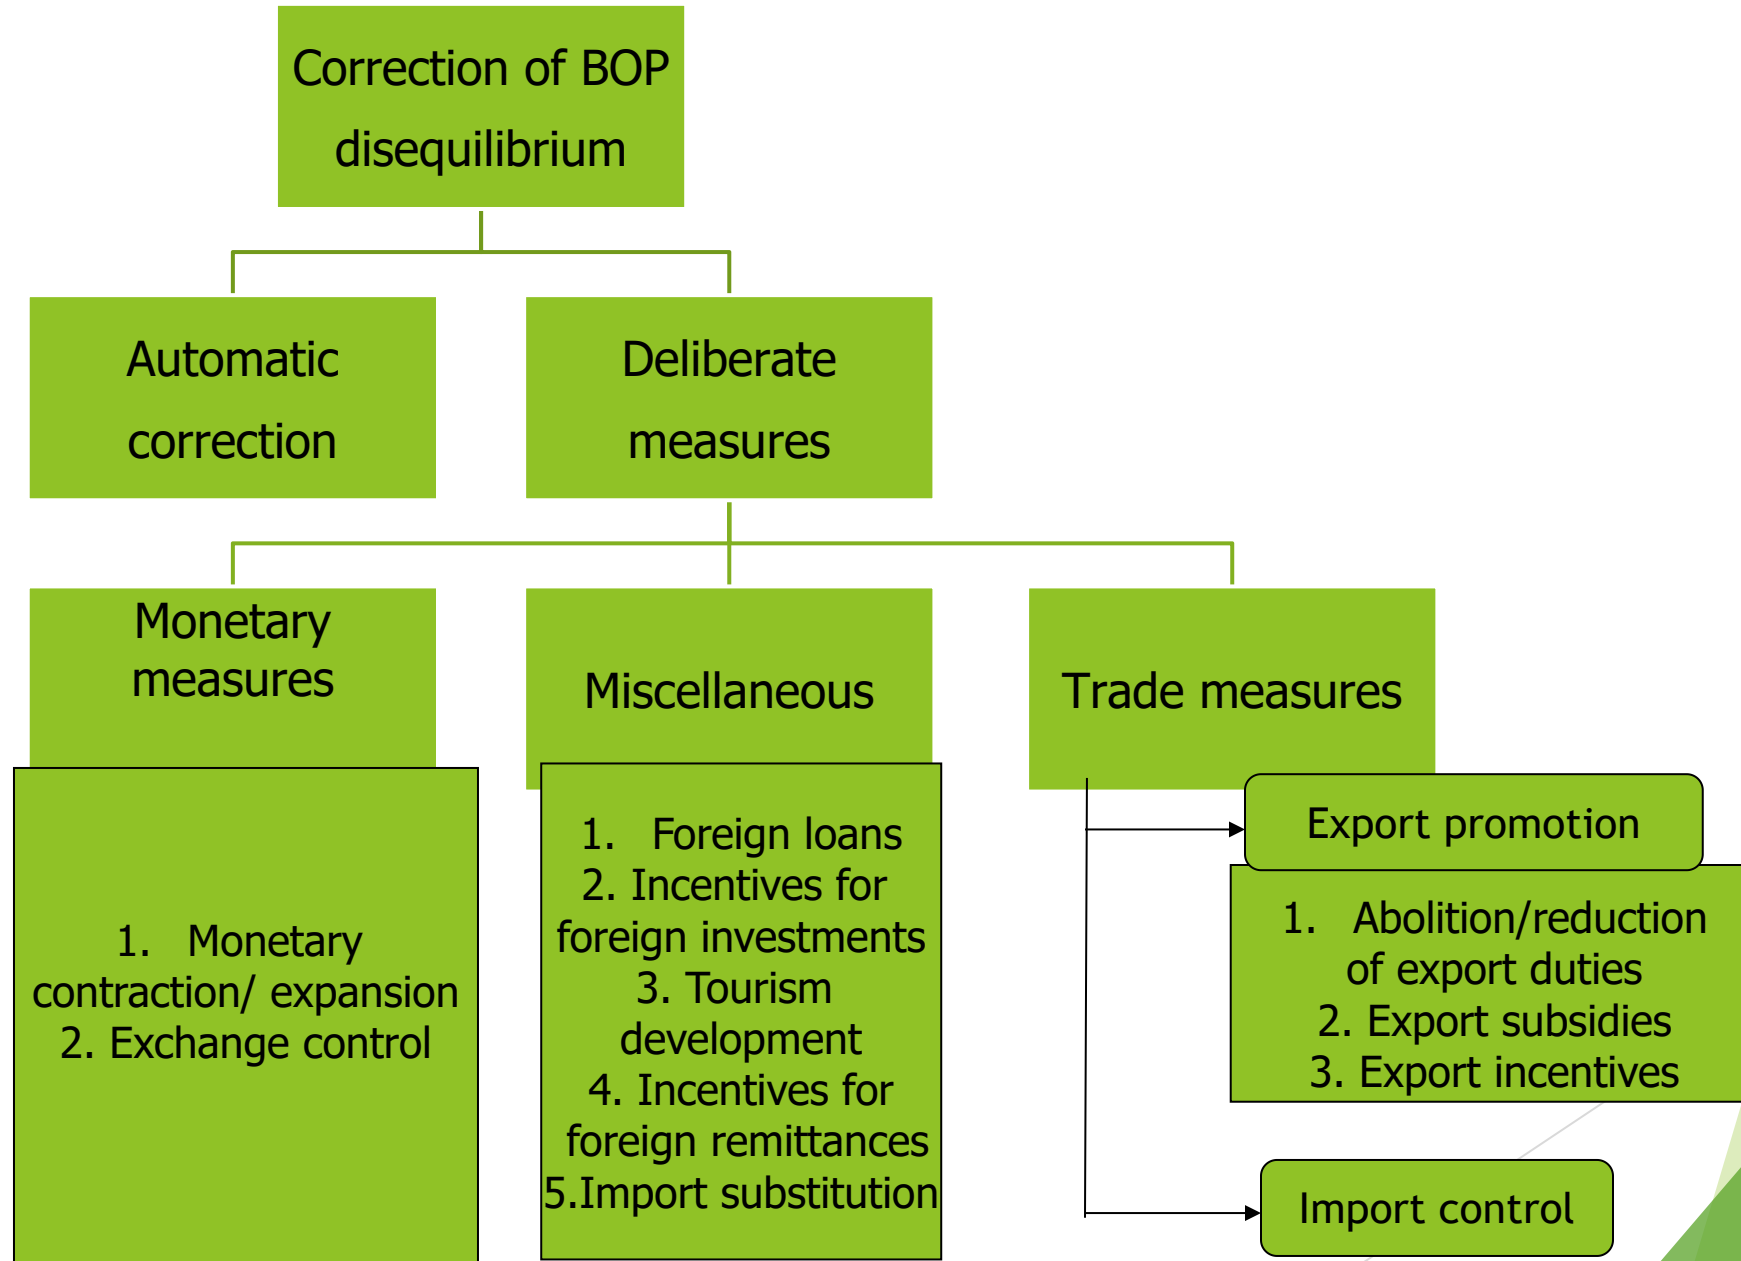 Correction of BOP
disequilibrium
Automatic
correction
Deliberate
measures
Monetary
measures
Miscellaneous
Trade measures
1. Monetary
contraction/ expansion
2. Exchange control
1. Foreign loans
2. Incentives for
foreign investments
3. Tourism
development
4. Incentives for
foreign remittances
5.Import substitution
Export promotion
1. Abolition/reduction
of export duties
2. Export subsidies
3. Export incentives
Import control